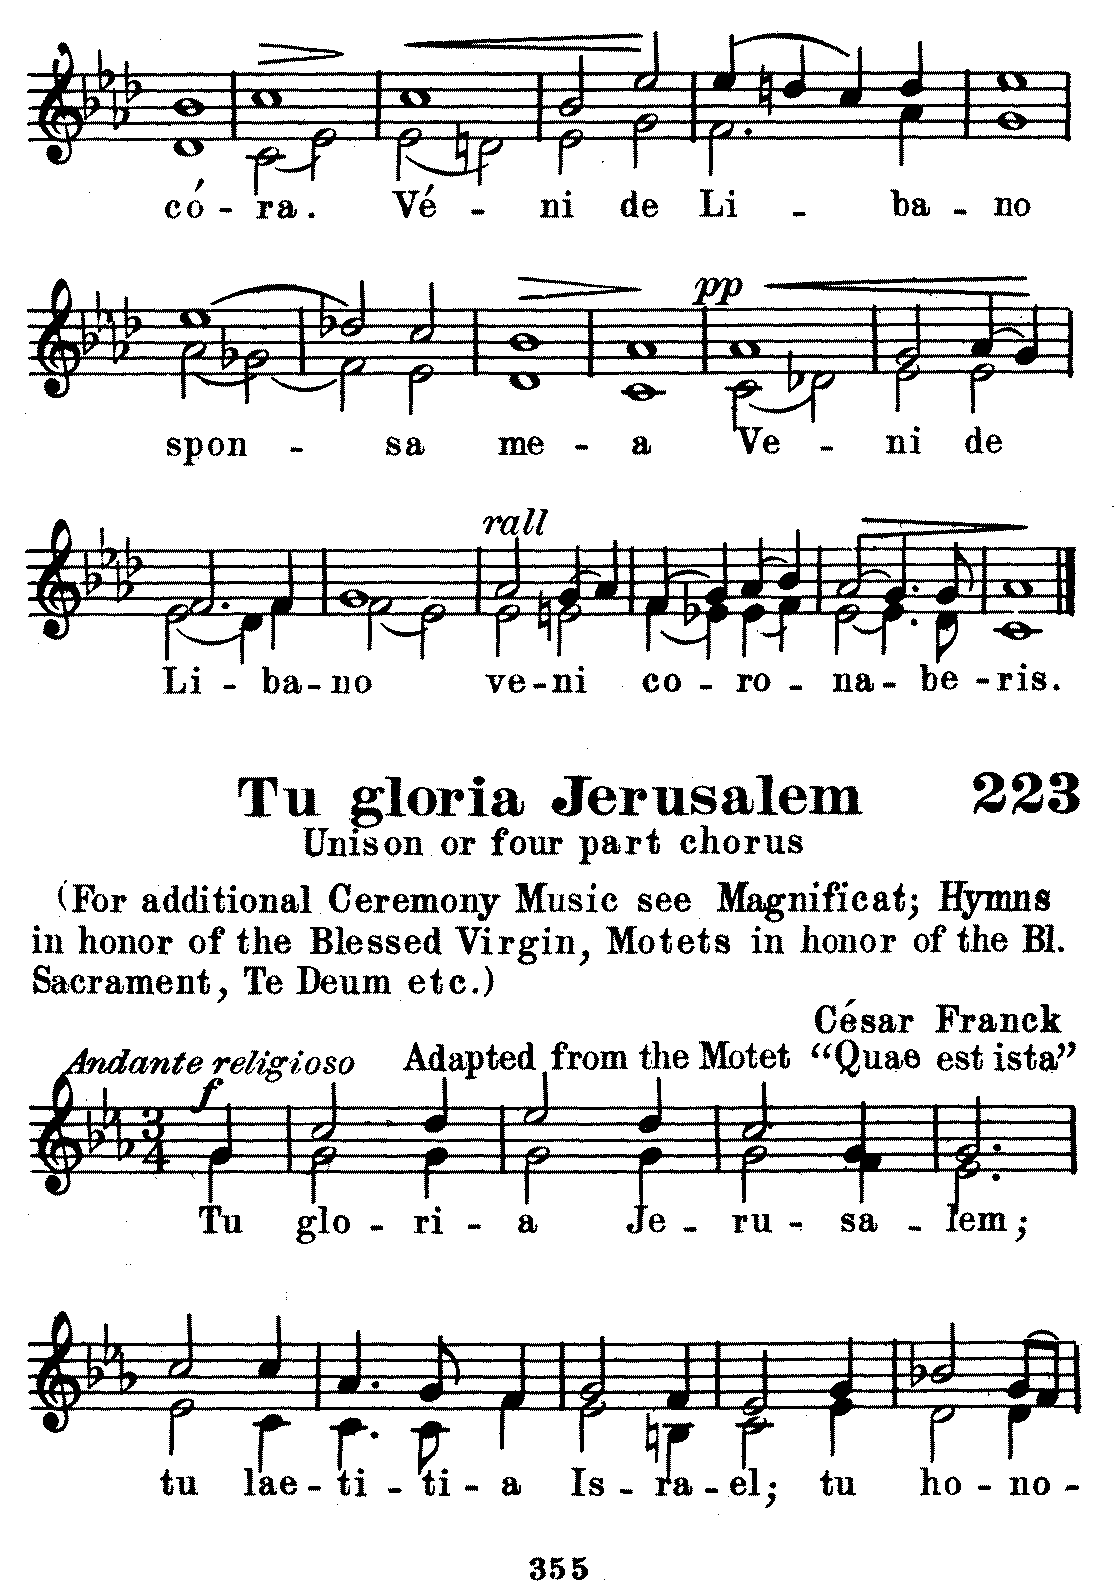 có - ra. Vé - ni de Li - ba - no
spon - sa me - a Ve - ni de
pp
rall
Li - ba - no ve - ni co - ro - na - be - ris.
Tu gloria Jerusalem 223
Unison or four part chorus
(For additional Ceremony Music see Magnificat; Hymns
in honor of the Blessed Virgin, Motets in honor of the Bl.
Sacrament, Te Deum etc.)
César Franck
Andante religioso Adapted from the Motet “Quae est ista”
f
3
4
Tu glo - ri - a Je - ru - sa - lem;
tu lae - ti - ti - a Is - ra - el; tu ho - no -
355